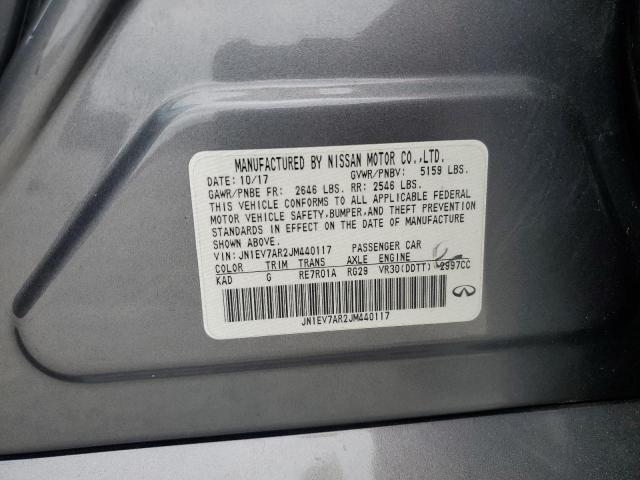 MANUFACTURED BY NISSAN MOTOR CO.,LTD.
DATE: 10/17 GVWR/PNBV: 5159 LBS.
GAWR/PNBE FR: 2646 LBS. RR: 2546 LBS.
THIS VEHICLE CONFORMS TO ALL APPLICABLE FEDERAL
MOTOR VEHICLE SAFETY,BUMPER,AND THEFT PREVENTION
STANDARDS IN EFFECT ON THE DATE OF MANUFACTURE
SHOWN ABOVE.
VIN: JN1EV7AR2JM440117 PASSENGER CAR
COLOR TRIM TRANS AXLE ENGINE
KAD G RE7R01A RG29 VR30(DDTT) 2997CC
JN1EV7AR2JM440117